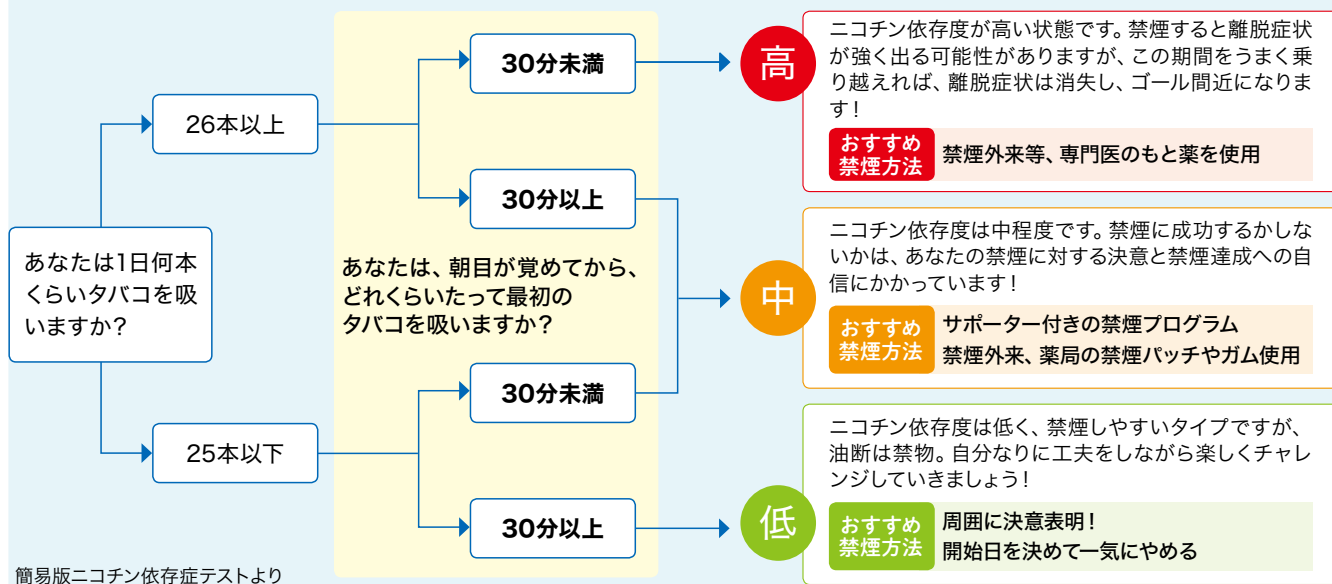 あなたは1日何本
くらいタバコを吸
いますか？
26本以上
25本以下
あなたは、朝目が覚めてから、
どれくらいたって最初の
タバコを吸いますか？
30分未満
30分以上
30分未満
30分以上
高
ニコチン依存度が高い状態です。禁煙すると離脱症状
が強く出る可能性がありますが、この期間をうまく乗
り越えれば、離脱症状は消失し、ゴール間近になりま
す！
おすすめ
禁煙方法
禁煙外来等、専門医のもと薬を使用
中
ニコチン依存度は中程度です。禁煙に成功するかしな
いかは、あなたの禁煙に対する決意と禁煙達成への自
信にかかっています！
おすすめ
禁煙方法
サポーター付きの禁煙プログラム
禁煙外来、薬局の禁煙パッチやガム使用
低
ニコチン依存度は低く、禁煙しやすいタイプですが、
油断は禁物。自分なりに工夫をしながら楽しくチャレ
ンジしていきましょう！
おすすめ
禁煙方法
周囲に決意表明！
開始日を決めて一気にやめる
簡易版ニコチン依存症テストより